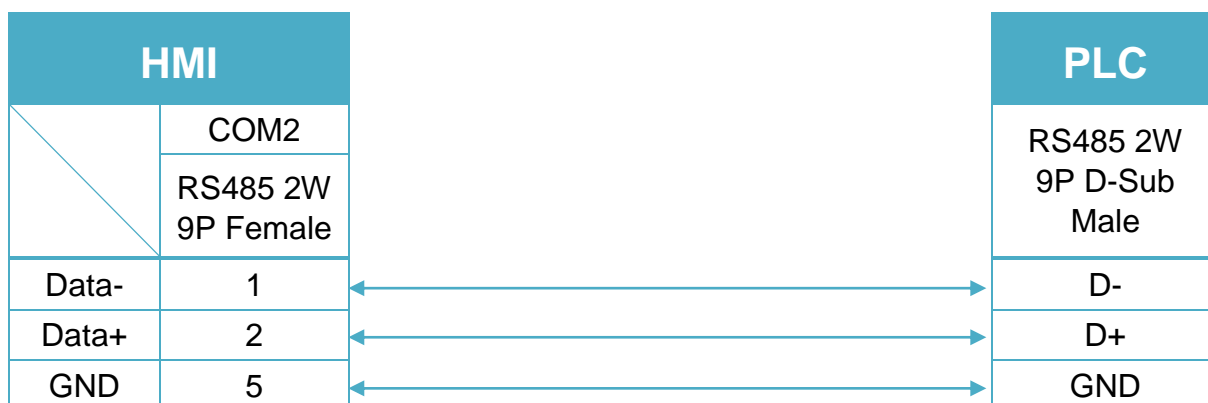 HMI
PLC
COM2
RS485 2W
9P Female
RS485 2W
9P D-Sub
Male
Data- 1 D-
Data+ 2 D+
GND 5 GND